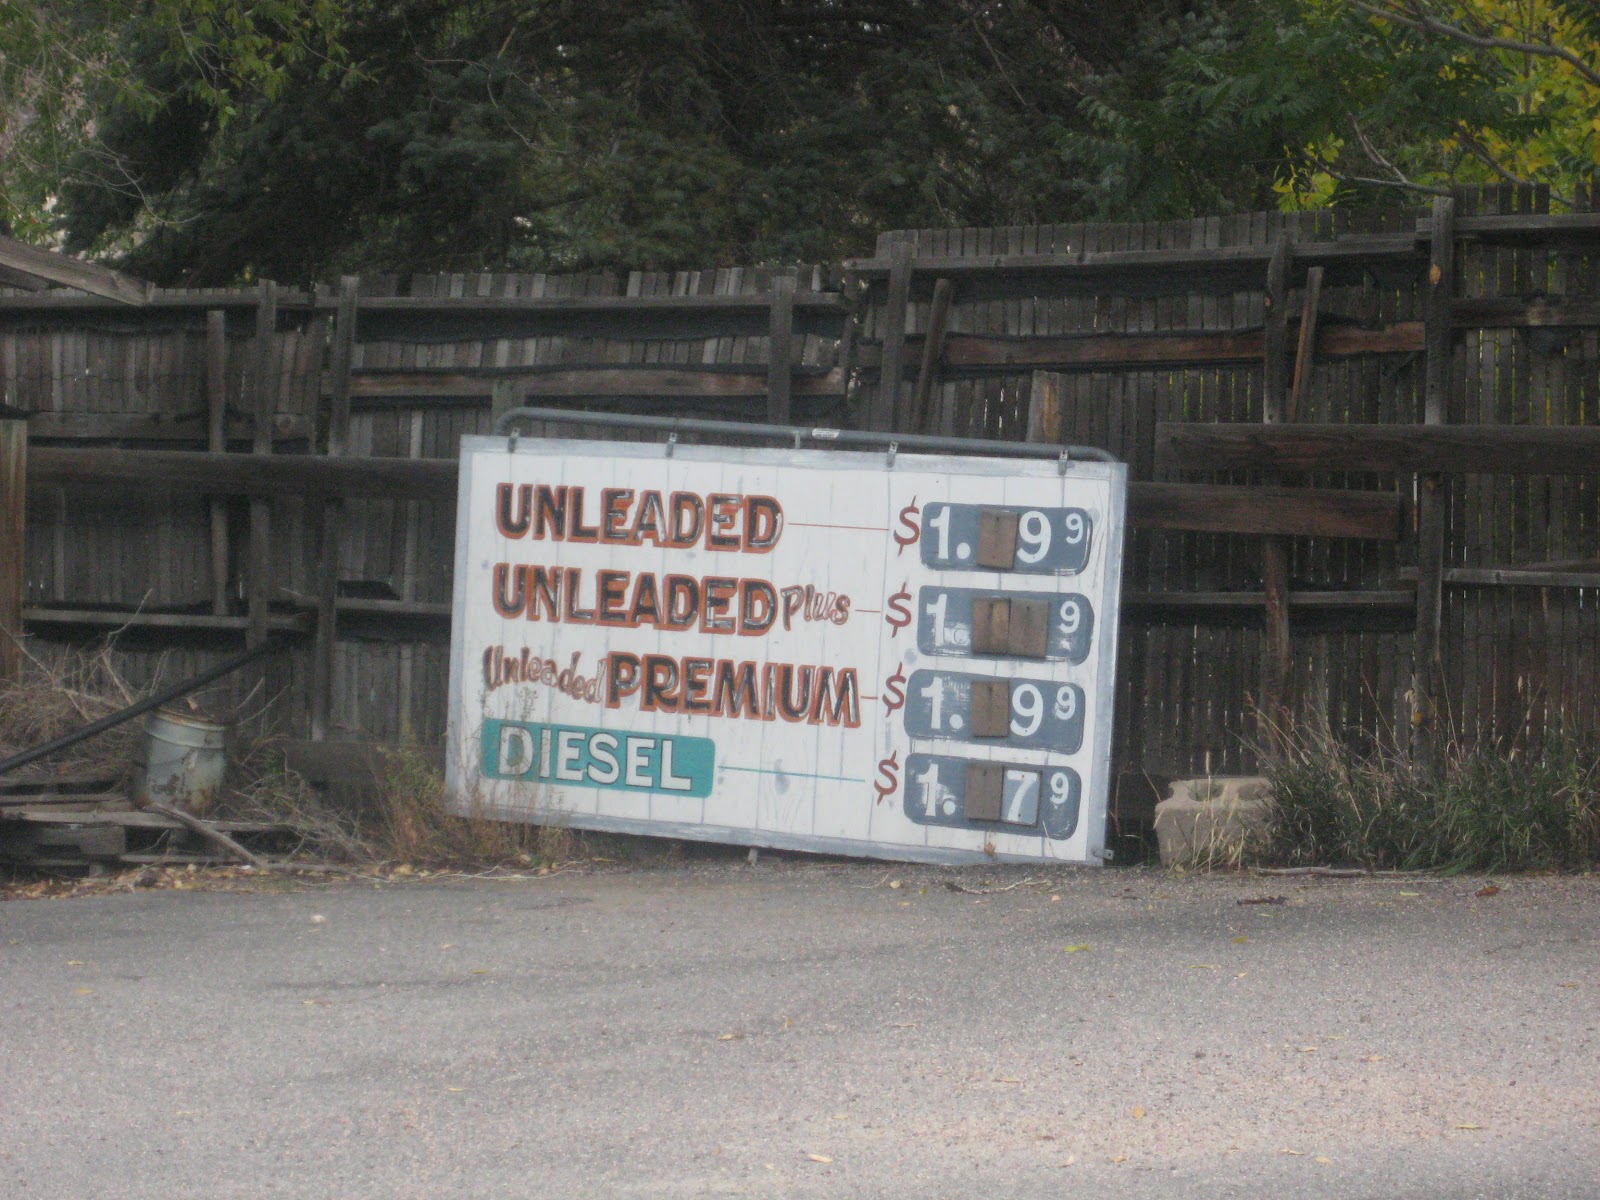 UNLEADED $1. 9 9
UNLEADED Plus $1 9
Unleaded PREMIUM $1. 9 9
DIESEL $1. 7 9